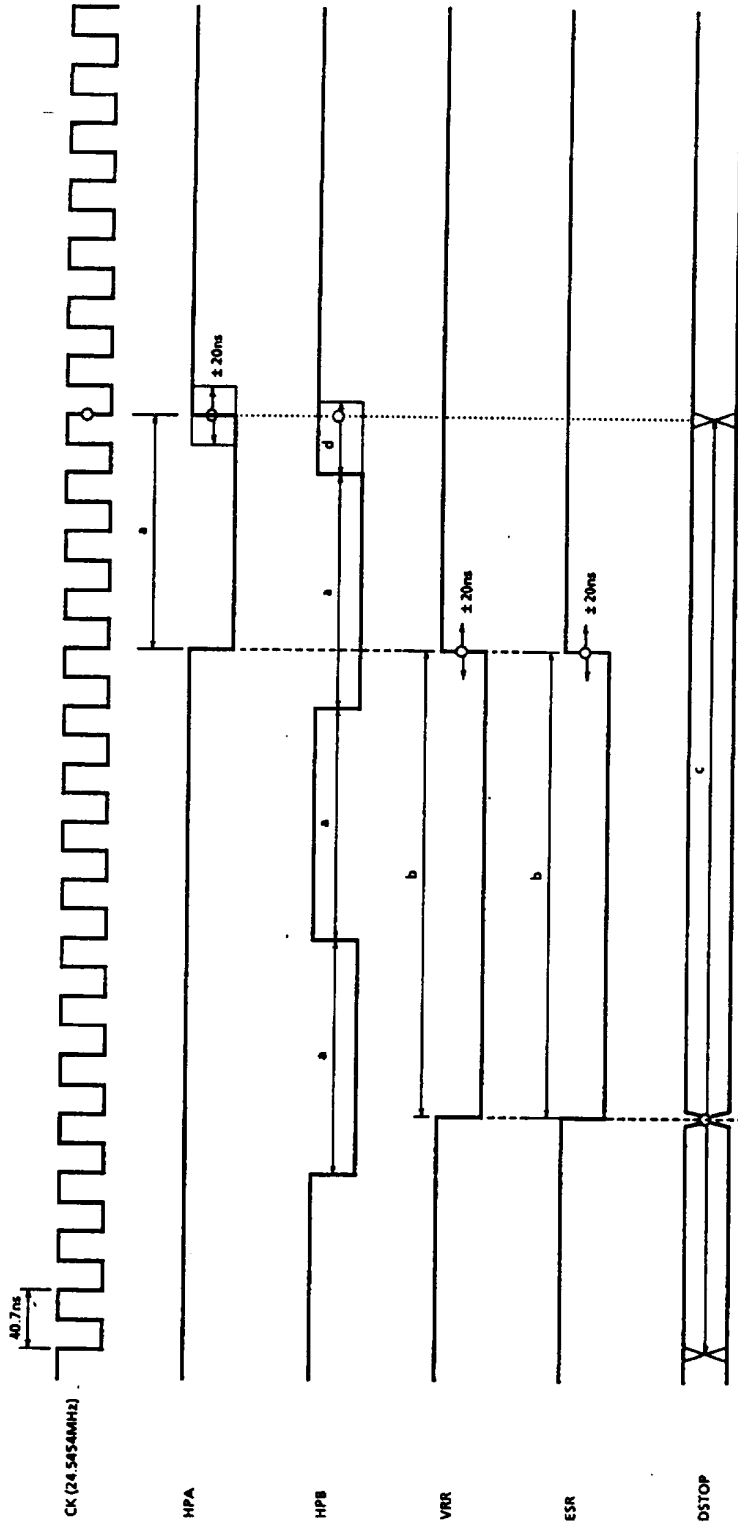 40.7ns
CK (24.5454MHz)
HPA
a
± 20ns
HPB
a
a
a
d
VRR
b
± 20ns
ESR
b
± 20ns
DSTOP
c